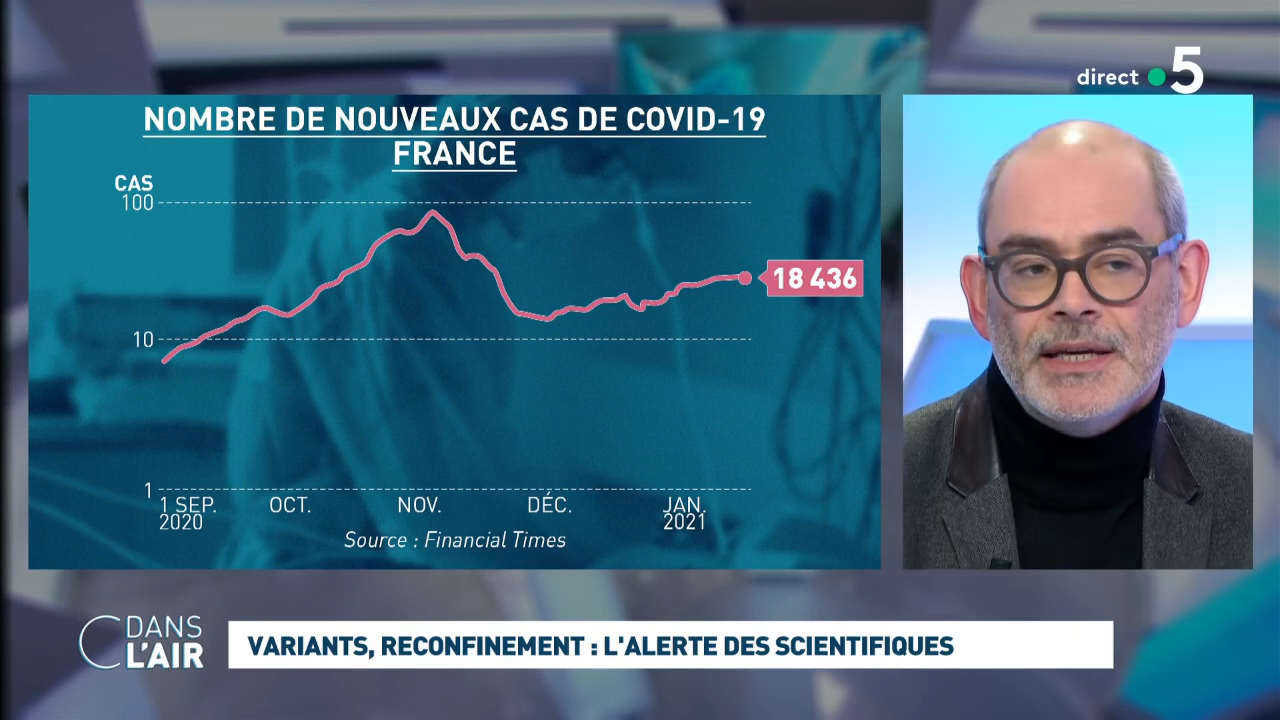 direct 5
NOMBRE DE NOUVEAUX CAS DE COVID-19
FRANCE
CAS
100
18 436
10
1
1 SEP.
2020
OCT.
NOV.
DÉC.
JAN.
2021
Source : Financial Times
C DANS
L'AIR
VARIANTS, RECONFINEMENT : L'ALERTE DES SCIENTIFIQUES